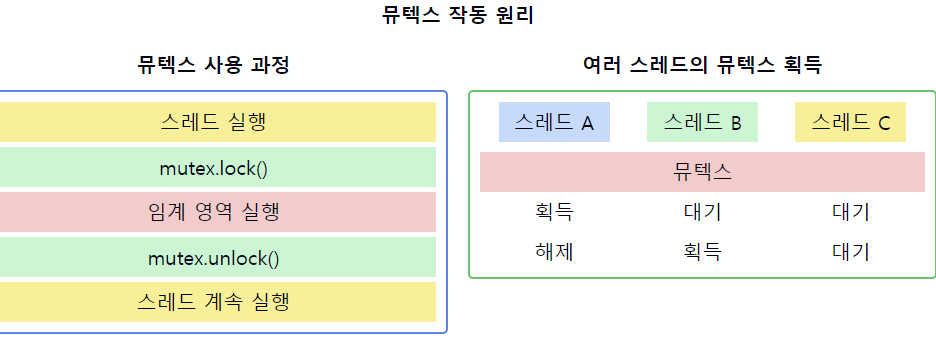 뮤텍스 작동 원리
뮤텍스 사용 과정
스레드 실행
mutex.lock()
임계 영역 실행
mutex.unlock()
스레드 계속 실행
여러 스레드의 뮤텍스 획득
스레드 A 스레드 B 스레드 C
뮤텍스
획득 대기 대기
해제 획득 대기